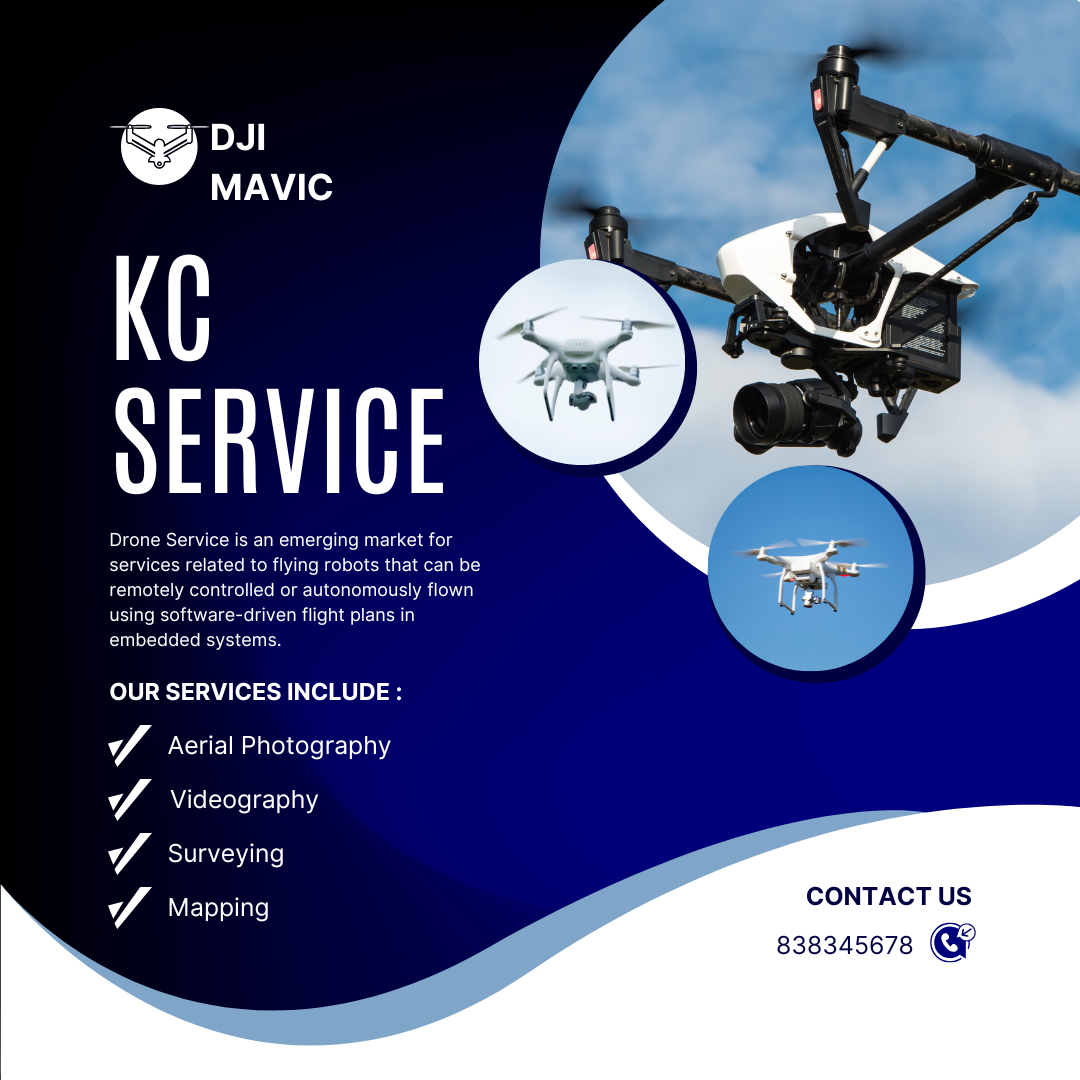 DJI
MAVIC
KC
SERVICE
Drone Service is an emerging market for
services related to flying robots that can be
remotely controlled or autonomously flown
using software-driven flight plans in
embedded systems.
OUR SERVICES INCLUDE :
Aerial Photography
Videography
Surveying
Mapping
CONTACT US
838345678